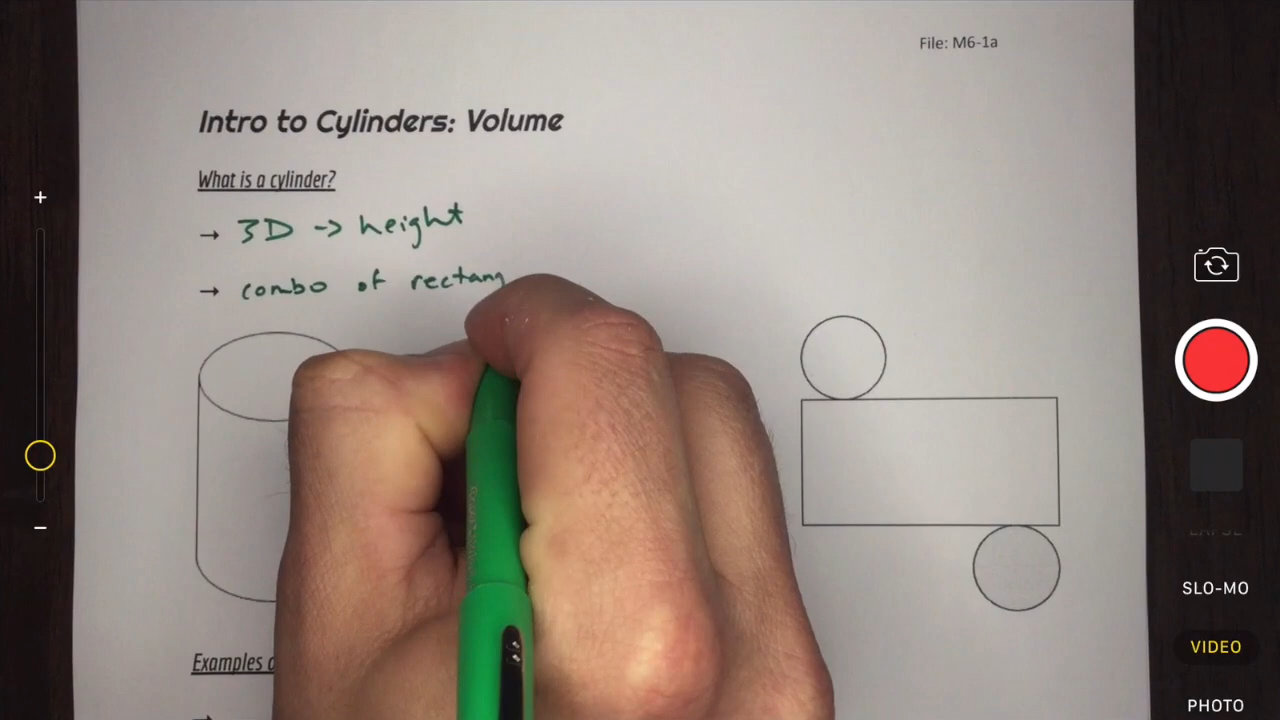 File: M6-1a
Intro to Cylinders: Volume
What is a cylinder?
→ 3D -> height
→ combo of rectang
Examples
SLO-MO
VIDEO
PHOTO